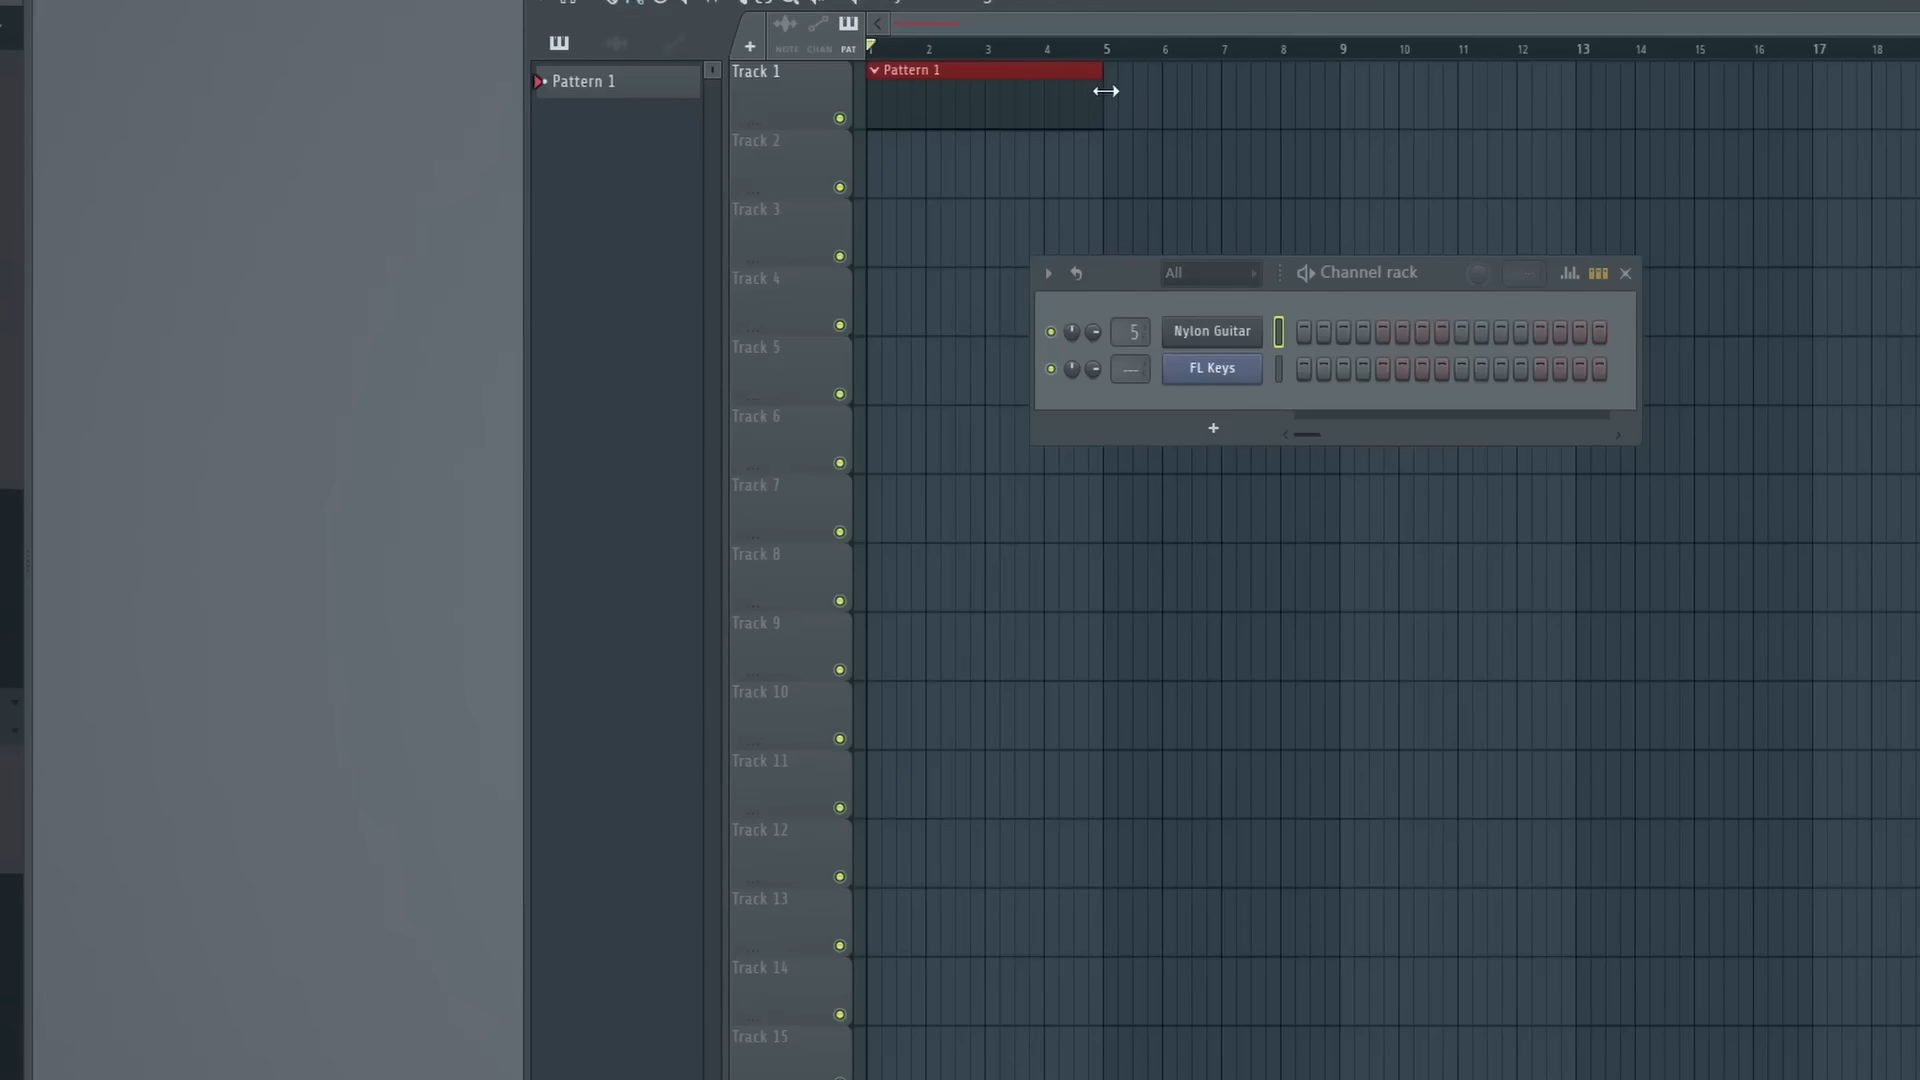 NOTE CHAN PAT
1 2 3 4 5 6 7 8 9 10 11 12 13 14 15 16 17 18
Pattern 1
Track 1
Pattern 1
Track 2
Track 3
Track 4
All
Channel rack
5
Nylon Guitar
---
FL Keys
+
Track 5
Track 6
Track 7
Track 8
Track 9
Track 10
Track 11
Track 12
Track 13
Track 14
Track 15